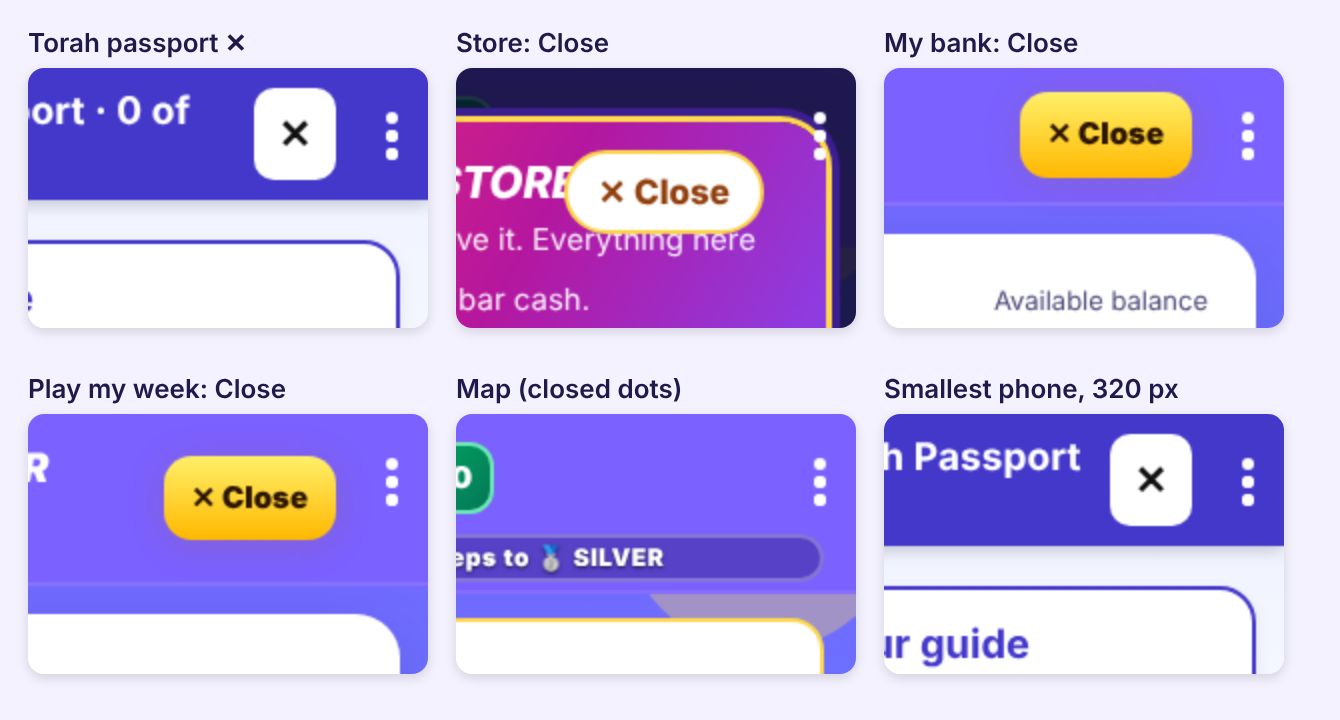 Torah passport ✕
Store: Close
My bank: Close
port · 0 of
✕
STORE
✕ Close
ve it. Everything here
bar cash.
✕ Close
Available balance
Play my week: Close
Map (closed dots)
Smallest phone, 320 px
R
✕ Close
0
eps to 🥈 SILVER
h Passport
✕
ur guide